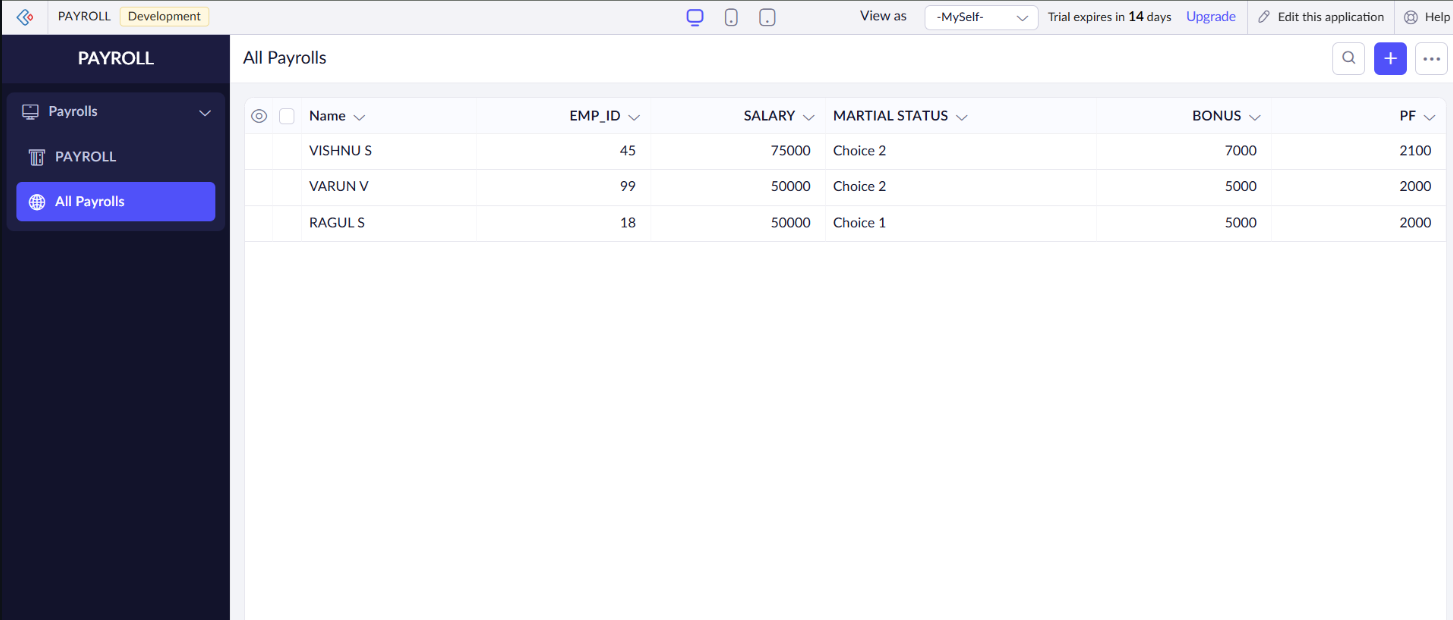 PAYROLL Development View as -MySelf- Trial expires in 14 days Upgrade Edit this application Help
PAYROLL
All Payrolls
Payrolls
PAYROLL
All Payrolls
Name EMP_ID SALARY MARTIAL STATUS BONUS PF
VISHNU S 45 75000 Choice 2 7000 2100
VARUN V 99 50000 Choice 2 5000 2000
RAGUL S 18 50000 Choice 1 5000 2000